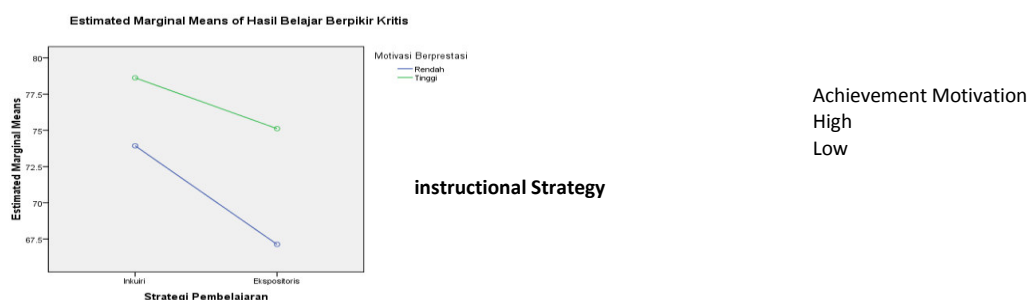 Estimated Marginal Means of Hasil Belajar Berpikir Kritis
Estimated Marginal Means
80
77.5
75
72.5
70
67.5
Inkuiri
Ekspositoris
Strategi Pembelajaran
Motivasi Berprestasi
Rendah
Tinggi
instructional Strategy
Achievement Motivation
High
Low